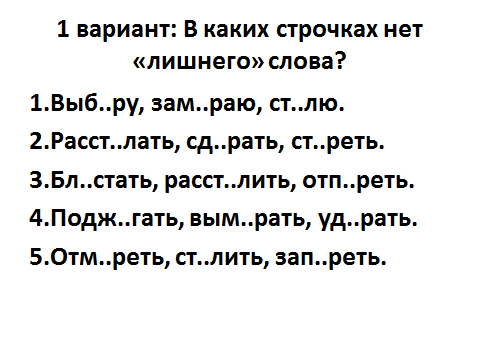 1 вариант: В каких строчках нет
«лишнего» слова?
1.Выб..ру, зам..раю, ст..лю.
2.Расст..лать, сд..рать, ст..реть.
3.Бл..стать, расст..лить, отп..реть.
4.Подж..гать, вым..рать, уд..рать.
5.Отм..реть, ст..лить, зап..реть.